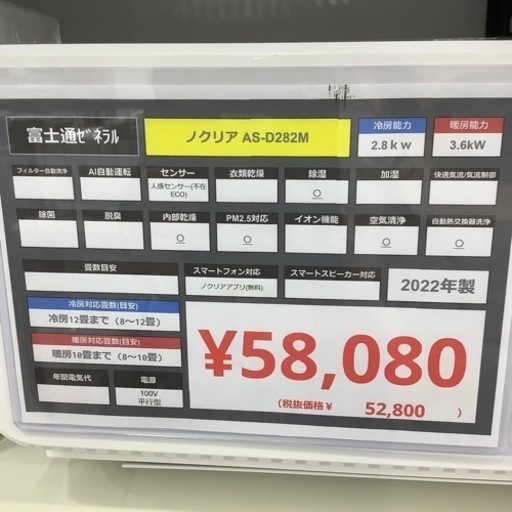 富士通ゼネラル
ノクリア AS-D282M
冷房能力
2.8ｋｗ
暖房能力
3.6kW
フィルター自動洗浄
AI自動運転
センサー
人感センサー(不在ECO)
衣類乾燥
除湿
○
加湿
快適気流/気流制御
除菌
脱臭
内部乾燥
○
PM2.5対応
○
イオン機能
空気清浄
○
自動熱交換器洗浄
○
畳数目安
スマートフォン対応
ノクリアアプリ(無料)
スマートスピーカー対応
2022年製
冷房対応畳数(目安)
冷房12畳まで（8～12畳）
暖房対応畳数(目安)
暖房10畳まで（8～10畳）
年間電気代
電源
100V
平行型
¥58,080
（税抜価格￥ 52,800 ）